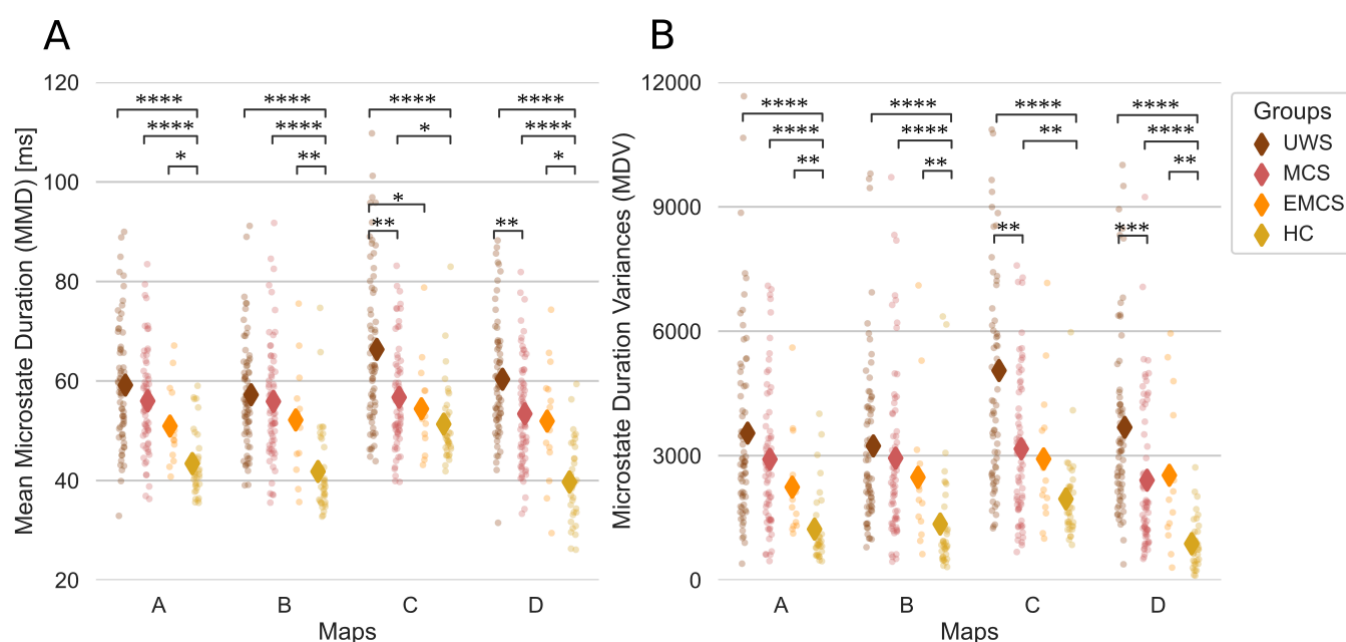 A
B
Mean Microstate Duration (MMD) [ms]
120
100
80
60
40
20
****
****
*
****
****
**
****
*
*
**
****
****
*
**
A
B
C
D
Maps
Microstate Duration Variances (MDV)
12000
9000
6000
3000
0
****
****
**
****
****
**
****
**
**
****
****
**
***
A
B
C
D
Maps
Groups
UWS
MCS
EMCS
HC